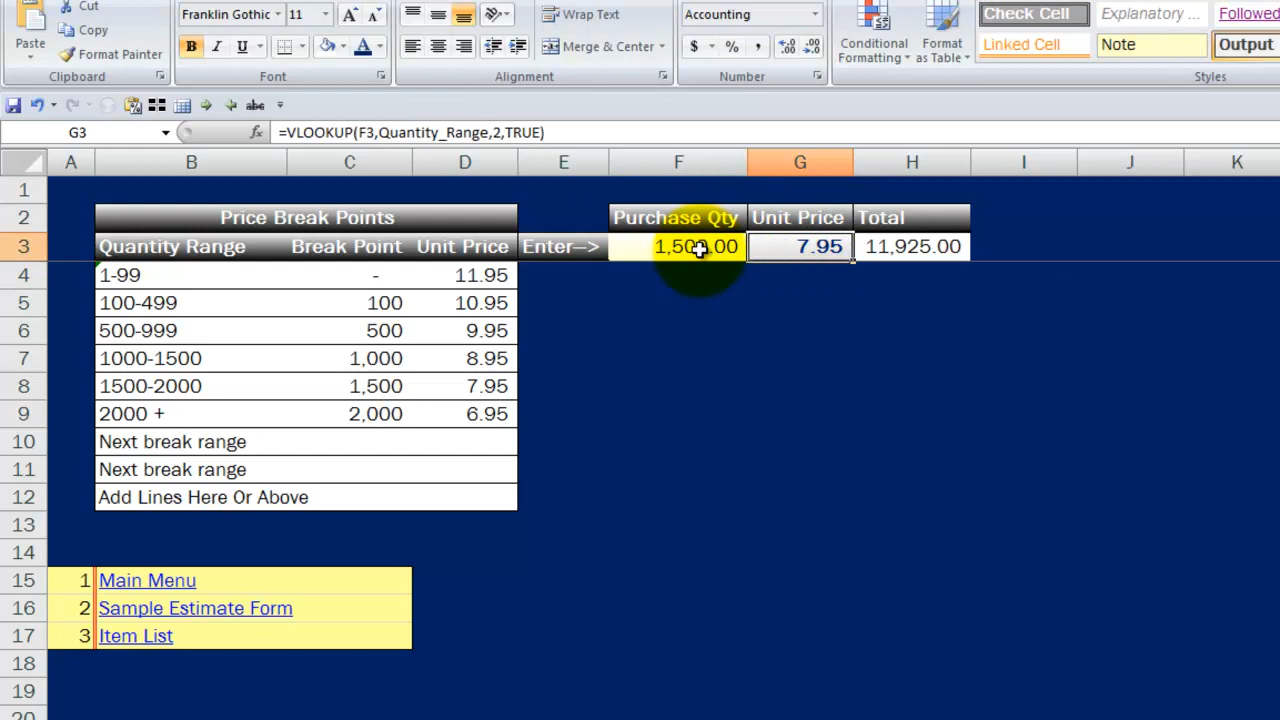 Cut
Franklin Gothic 11
Wrap Text
Accounting
Check Cell Explanatory ... Followed
Paste
Copy
B I U A
Merge & Center
$ % ,
Conditional Formatting
Format as Table
Linked Cell Note Output
Format Painter
Clipboard Font Alignment Number Styles
abc
G3 fx =VLOOKUP(F3,Quantity_Range,2,TRUE)
A B C D E F G H I J K
1
2 Price Break Points Purchase Qty Unit Price Total
3 Quantity Range Break Point Unit Price Enter--> 1,500.00 7.95 11,925.00
4 1-99 - 11.95
5 100-499 100 10.95
6 500-999 500 9.95
7 1000-1500 1,000 8.95
8 1500-2000 1,500 7.95
9 2000 + 2,000 6.95
10 Next break range
11 Next break range
12 Add Lines Here Or Above
13
14
15 1 Main Menu
16 2 Sample Estimate Form
17 3 Item List
18
19
20